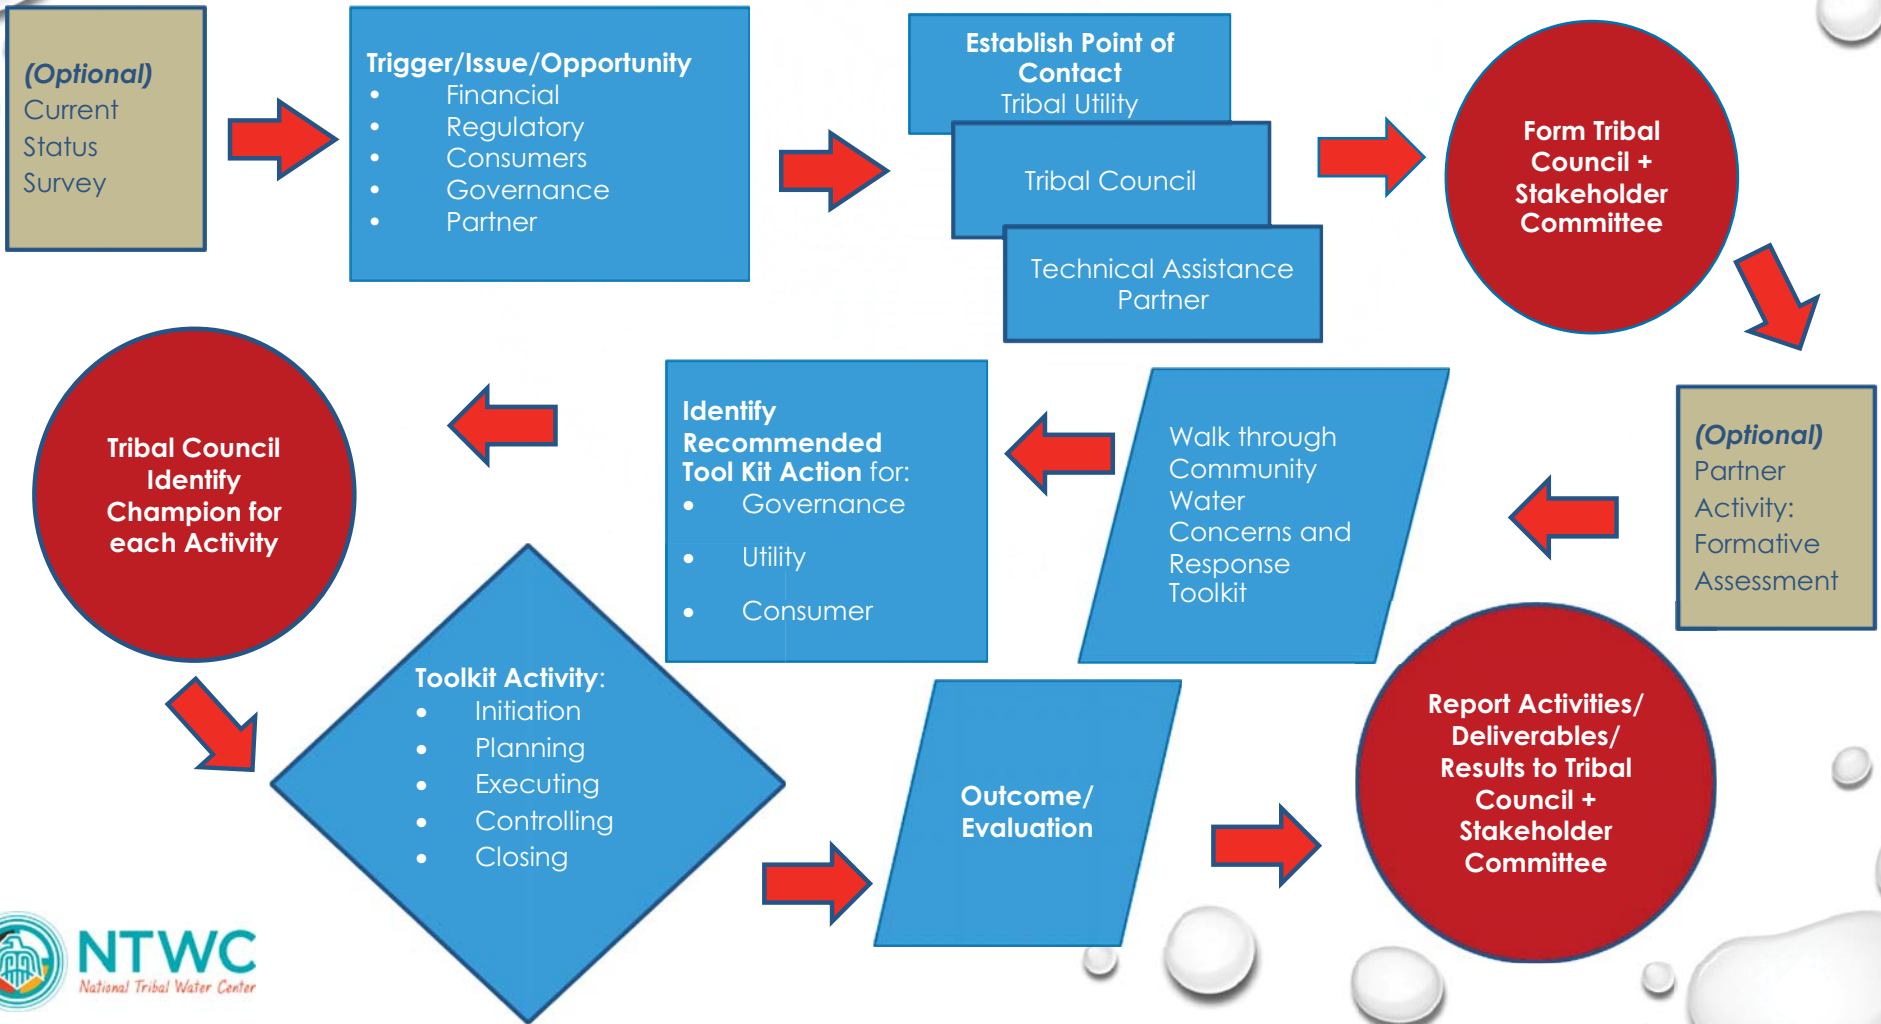 (Optional)
Current
Status
Survey
Trigger/Issue/Opportunity
• Financial
• Regulatory
• Consumers
• Governance
• Partner
Establish Point of
Contact
Tribal Utility
Tribal Council
Technical Assistance
Partner
Form Tribal
Council +
Stakeholder
Committee
(Optional)
Partner
Activity:
Formative
Assessment
Walk through
Community
Water
Concerns and
Response
Toolkit
Identify
Recommended
Tool Kit Action for:
• Governance
• Utility
• Consumer
Tribal Council
Identify
Champion for
each Activity
Toolkit Activity:
• Initiation
• Planning
• Executing
• Controlling
• Closing
Outcome/
Evaluation
Report Activities/
Deliverables/
Results to Tribal
Council +
Stakeholder
Committee
NTWC
National Tribal Water Center